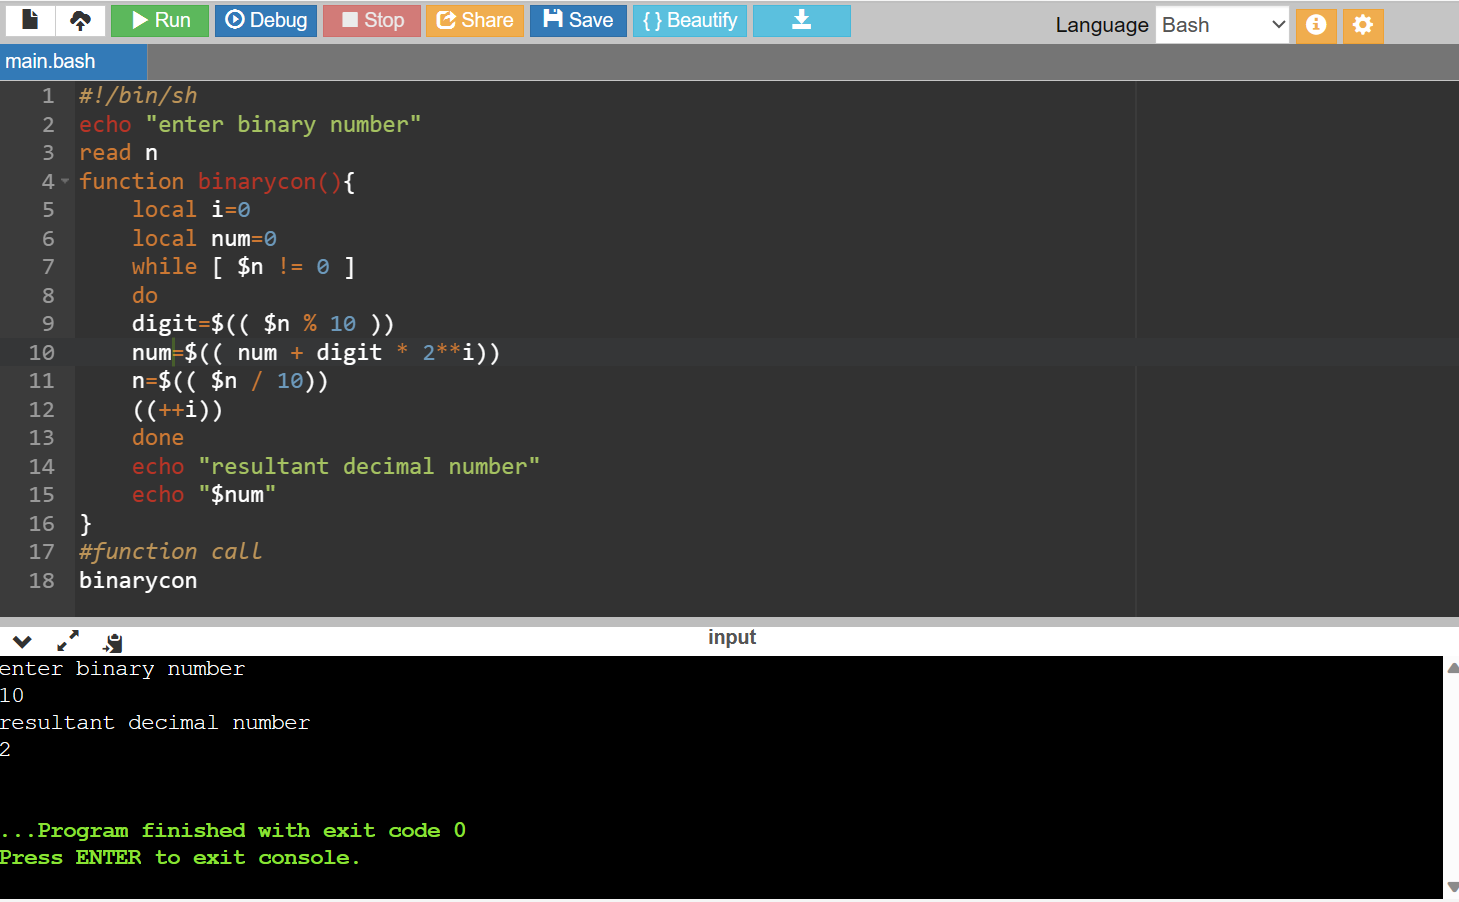 Run Debug Stop Share Save { } Beautify Language Bash
main.bash
1 #!/bin/sh
2 echo "enter binary number"
3 read n
4 function binarycon(){
5     local i=0
6     local num=0
7     while [ $n != 0 ]
8     do
9     digit=$(( $n % 10 ))
10     num=$(( num + digit * 2**i))
11     n=$(( $n / 10))
12     ((++i))
13     done
14     echo "resultant decimal number"
15     echo "$num"
16 }
17 #function call
18 binarycon
input
enter binary number
10
resultant decimal number
2
...Program finished with exit code 0
Press ENTER to exit console.